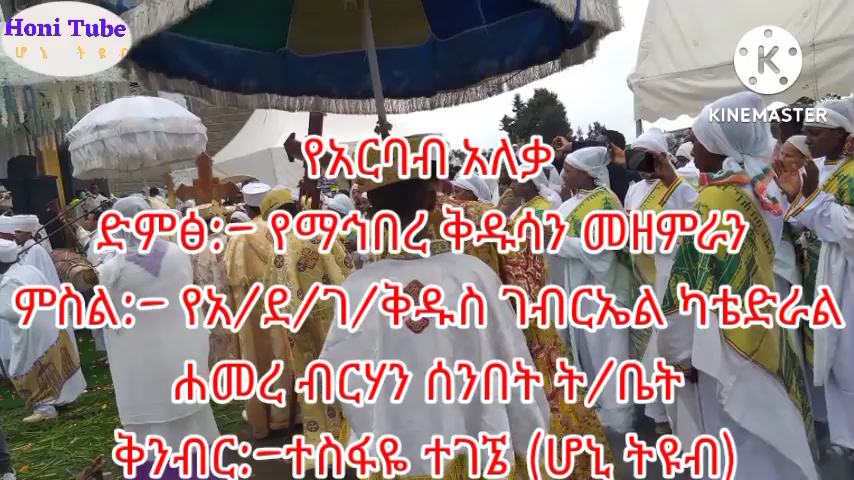 Honi Tube
ሆኒ ትዩብ
KINEMASTER
የአርባብ አለቃ
ድምፅ:- የማኅበረ ቅዱሳን መዘምራን
ምስል:- የአ/ደ/ገ/ቅዱስ ገብርኤል ካቴድራል
ሐመረ ብርሃን ሰንበት ት/ቤት
ቅንብር:-ተስፋዬ ተገኜ (ሆኒ ትዩብ)